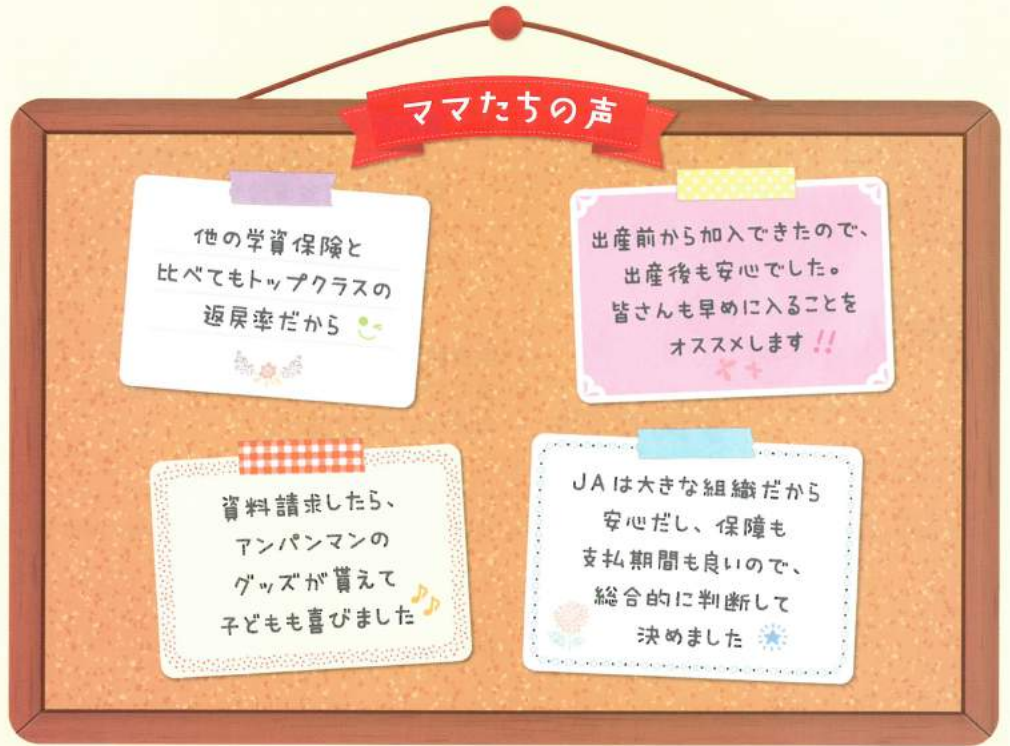 ママたちの声
他の学資保険と
比べてもトップクラスの
返戻率だから
出産前から加入できたので、
出産後も安心でした。
皆さんも早めに入ることを
オススメします!!
資料請求したら、
アンパンマンの
グッズが貰えて
子どもも喜びました
JAは大きな組織だから
安心だし、保障も
支払期間も良いので、
総合的に判断して
決めました